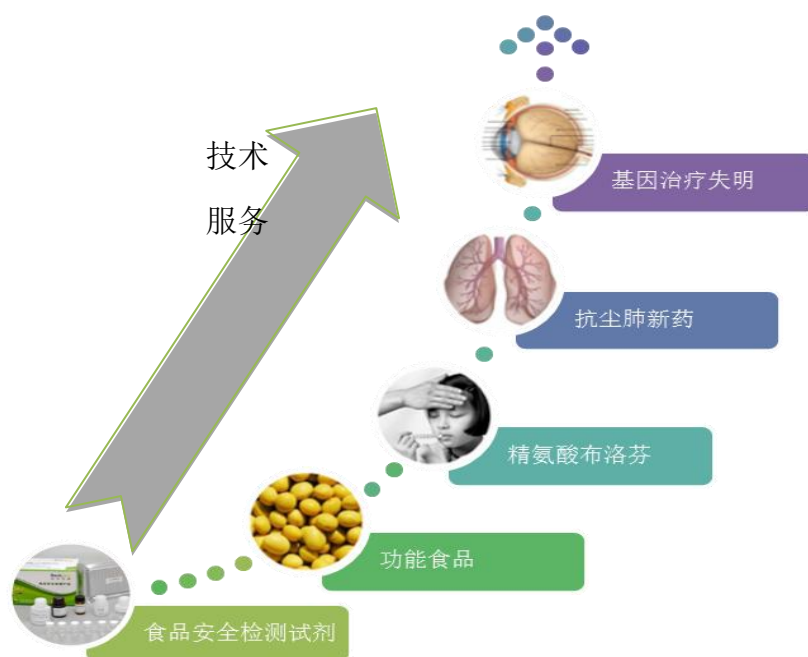 技术
服务
基因治疗失明
抗尘肺新药
精氨酸布洛芬
功能食品
食品安全检测试剂